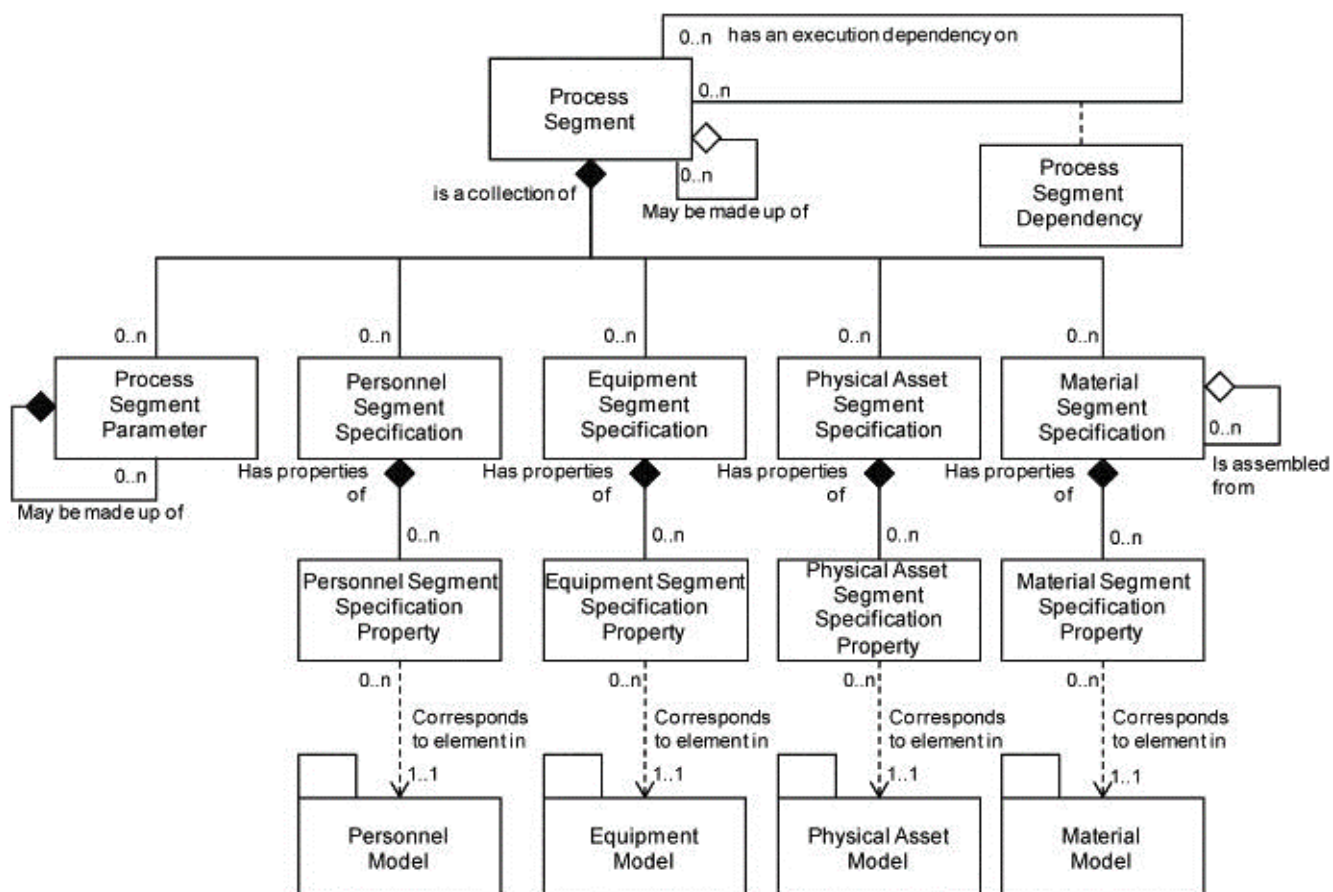 0..n has an execution dependency on
Process
Segment
0..n
0..n
is a collection of
May be made up of
Process
Segment
Dependency
0..n
0..n
0..n
0..n
0..n
Process
Segment
Parameter
Personnel
Segment
Specification
Equipment
Segment
Specification
Physical Asset
Segment
Specification
Material
Segment
Specification
0..n
0..n
May be made up of
Is assembled
from
Has properties
of
Has properties
of
Has properties
of
Has properties
of
0..n
0..n
0..n
0..n
Personnel Segment
Specification
Property
Equipment Segment
Specification
Property
Physical Asset
Segment
Specification
Property
Material Segment
Specification
Property
0..n
0..n
0..n
0..n
Corresponds
to element in
Corresponds
to element in
Corresponds
to element in
Corresponds
to element in
1..1
1..1
1..1
1..1
Personnel
Model
Equipment
Model
Physical Asset
Model
Material
Model